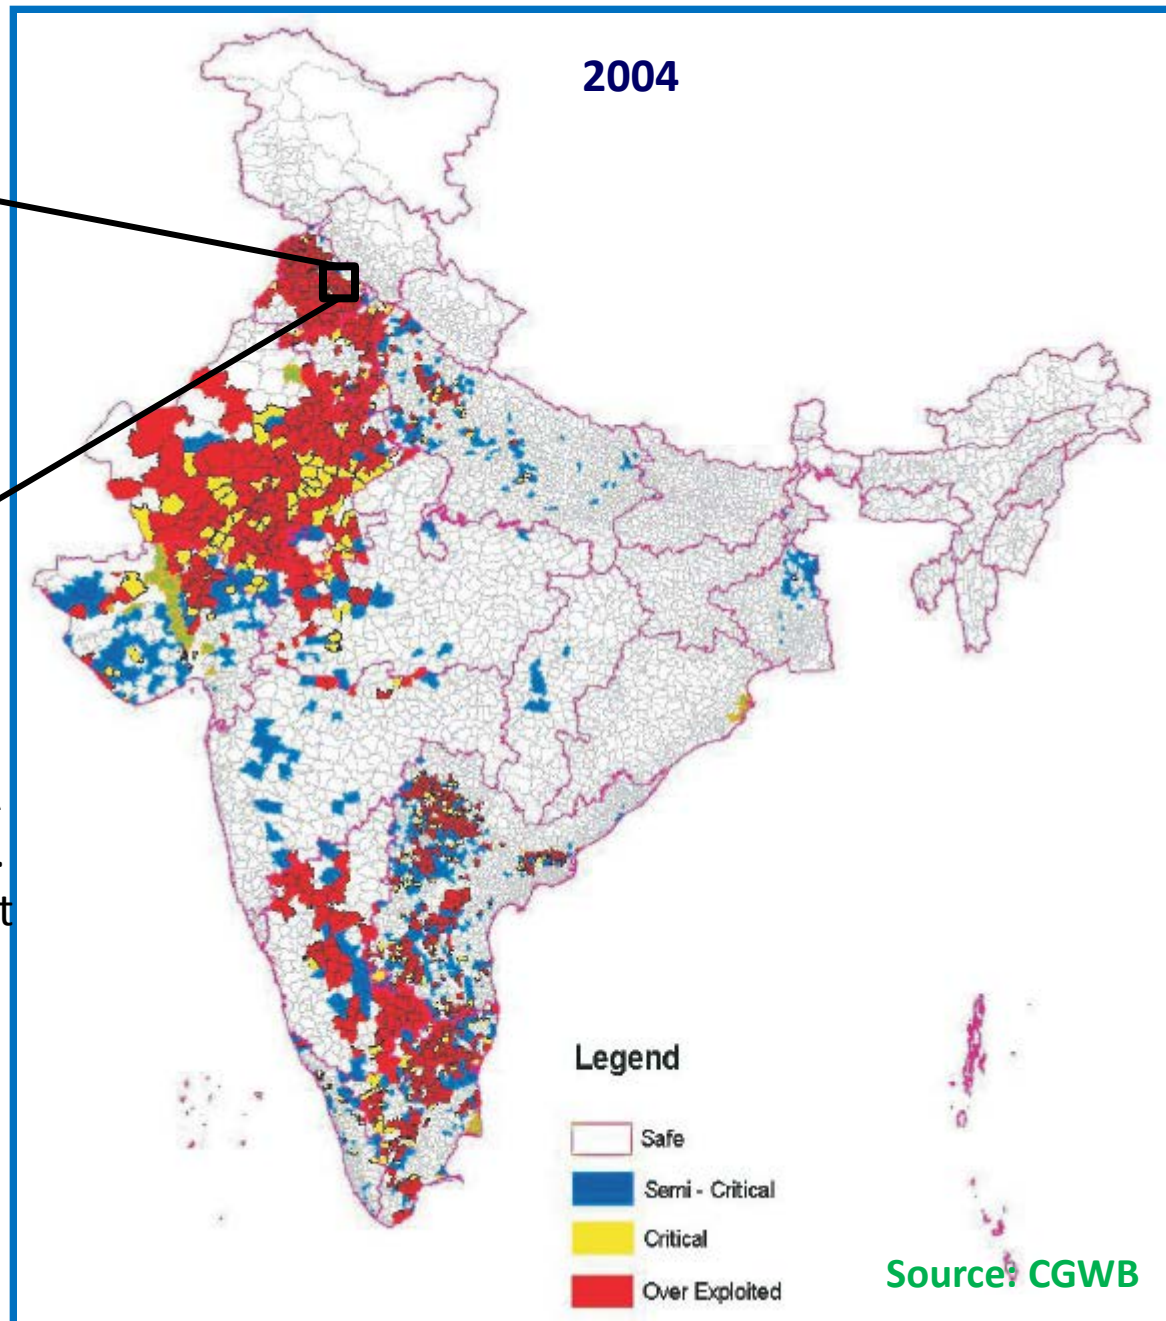 2004
t
Legend
Safe
Semi - Critical
Critical
Over Exploited
Source: CGWB